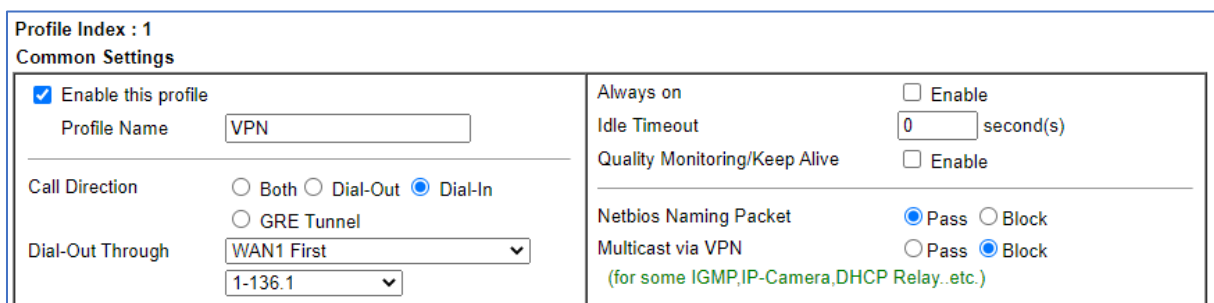 Profile Index : 1
Common Settings
Enable this profile
Profile Name VPN
Call Direction Both Dial-Out Dial-In
GRE Tunnel
Dial-Out Through WAN1 First
1-136.1
Always on Enable
Idle Timeout 0 second(s)
Quality Monitoring/Keep Alive Enable
Netbios Naming Packet Pass Block
Multicast via VPN Pass Block
(for some IGMP,IP-Camera,DHCP Relay..etc.)